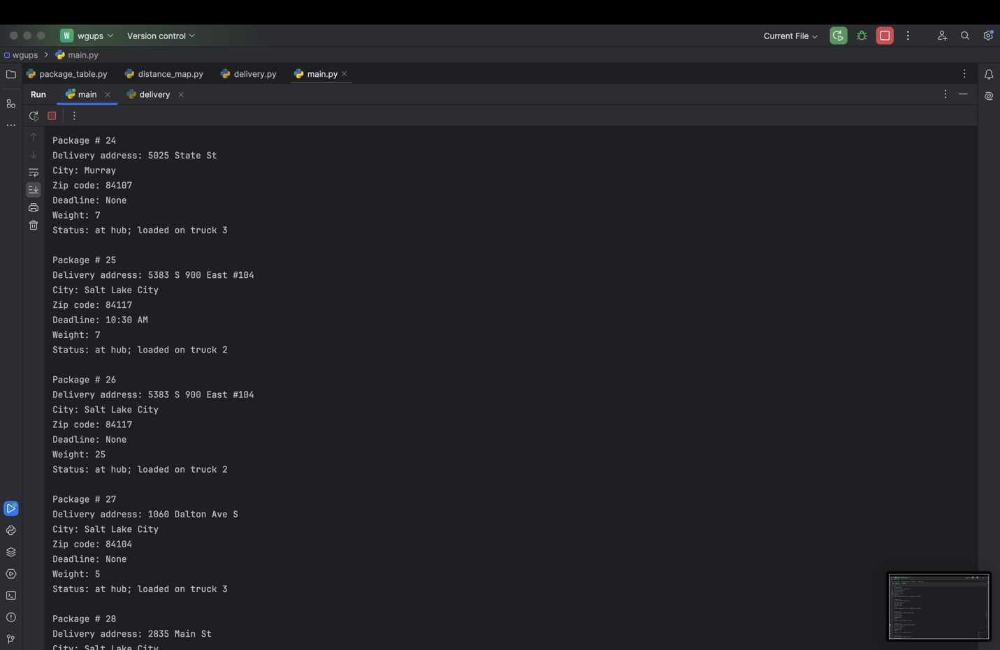 W wgups Version control Current File
wgups > main.py
package_table.py distance_map.py delivery.py main.py
Run main delivery
Package # 24
Delivery address: 5025 State St
City: Murray
Zip code: 84107
Deadline: None
Weight: 7
Status: at hub; loaded on truck 3
Package # 25
Delivery address: 5383 S 900 East #104
City: Salt Lake City
Zip code: 84117
Deadline: 10:30 AM
Weight: 7
Status: at hub; loaded on truck 2
Package # 26
Delivery address: 5383 S 900 East #104
City: Salt Lake City
Zip code: 84117
Deadline: None
Weight: 25
Status: at hub; loaded on truck 2
Package # 27
Delivery address: 1060 Dalton Ave S
City: Salt Lake City
Zip code: 84104
Deadline: None
Weight: 5
Status: at hub; loaded on truck 3
Package # 28
Delivery address: 2835 Main St
City: Salt Lake City